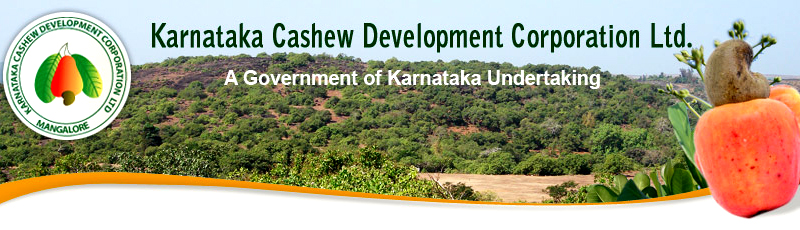 KARNATAKA CASHEW DEVELOPMENT CORPORATION LTD
MANGALORE
Karnataka Cashew Development Corporation Ltd.
A Government of Karnataka Undertaking